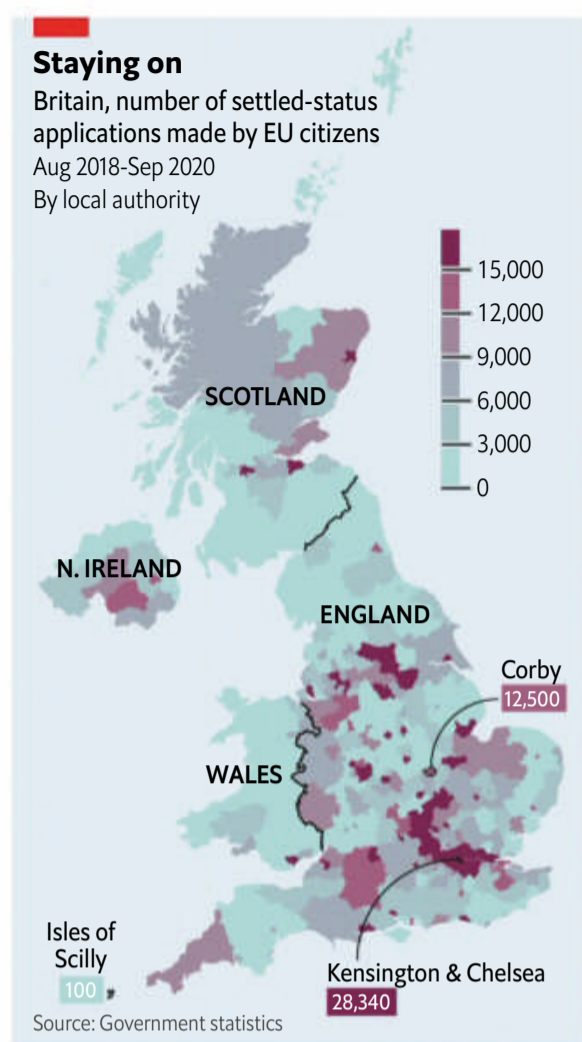 Staying on
Britain, number of settled-status
applications made by EU citizens
Aug 2018-Sep 2020
By local authority
15,000
12,000
9,000
6,000
3,000
0
SCOTLAND
N. IRELAND
ENGLAND
Corby
12,500
WALES
Isles of
Scilly
100
Kensington & Chelsea
28,340
Source: Government statistics